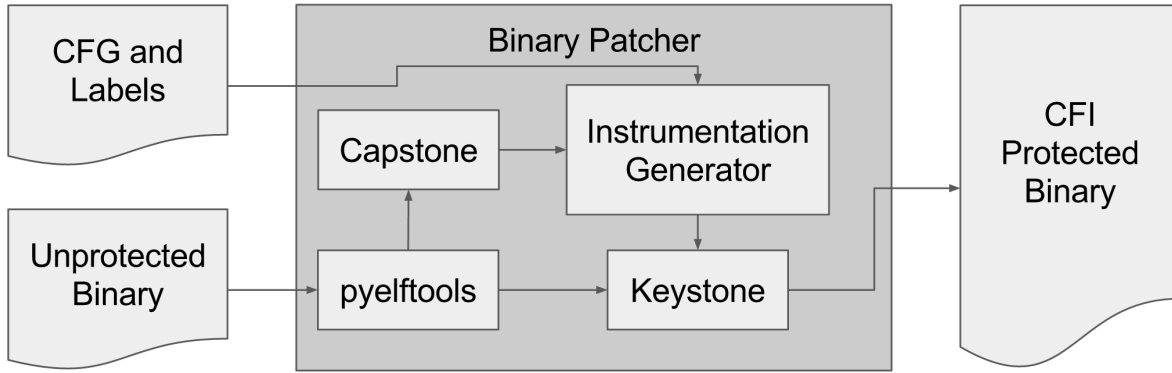 CFG and
Labels
Unprotected
Binary
Binary Patcher
Capstone
Instrumentation
Generator
pyelftools
Keystone
CFI
Protected
Binary